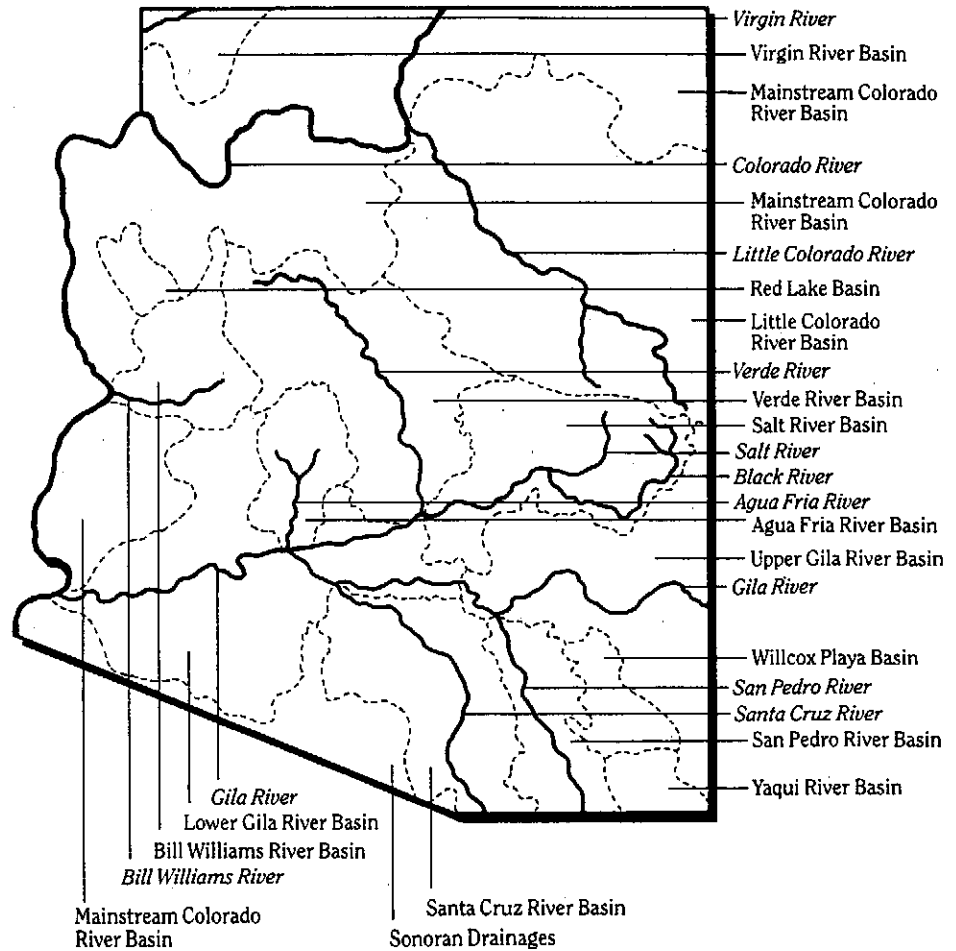 Virgin River
Virgin River Basin
Mainstream Colorado
River Basin
Colorado River
Mainstream Colorado
River Basin
Little Colorado River
Red Lake Basin
Little Colorado
River Basin
Verde River
Verde River Basin
Salt River Basin
Salt River
Black River
Agua Fria River
Agua Fria River Basin
Upper Gila River Basin
Gila River
Willcox Playa Basin
San Pedro River
Santa Cruz River
San Pedro River Basin
Yaqui River Basin
Gila River
Lower Gila River Basin
Bill Williams River Basin
Bill Williams River
Mainstream Colorado
River Basin
Santa Cruz River Basin
Sonoran Drainages